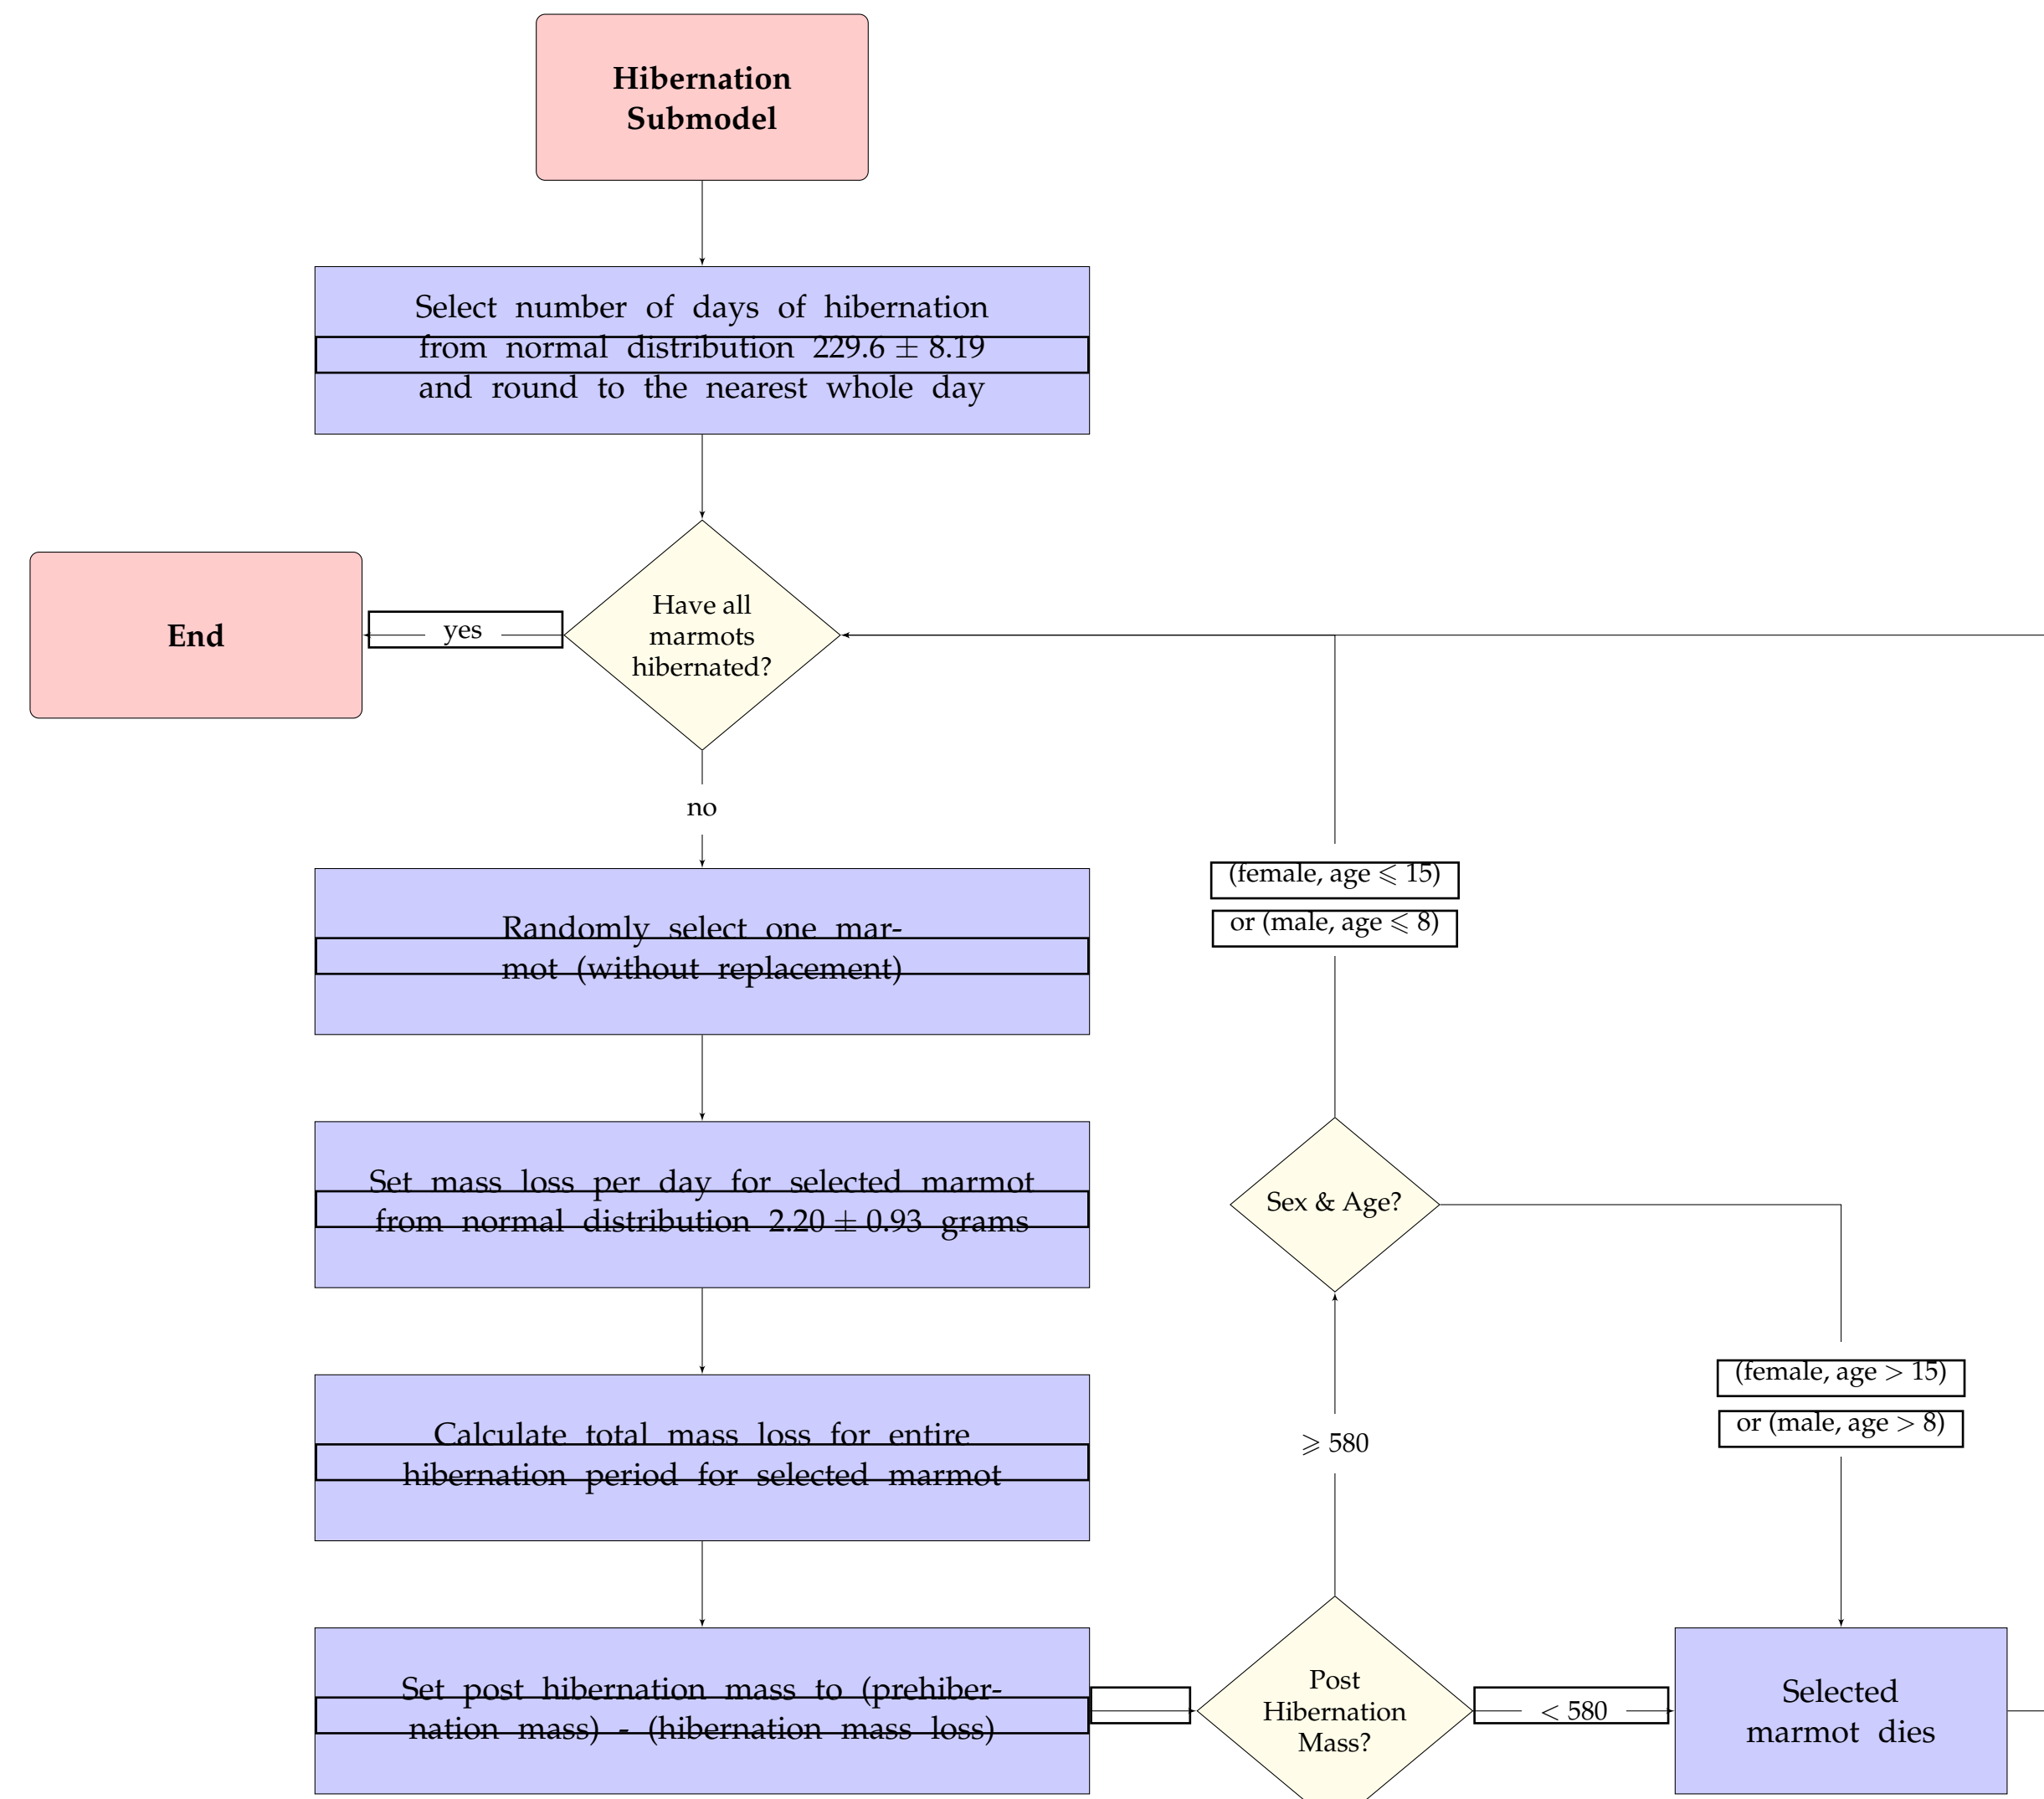 Hibernation
Submodel
Select number of days of hibernation
from normal distribution 229.6 ± 8.19
and round to the nearest whole day
Have all
marmots
hibernated?
yes
End
no
Randomly select one mar-
mot (without replacement)
(female, age ⩽ 15)
or (male, age ⩽ 8)
Set mass loss per day for selected marmot
from normal distribution 2.20 ± 0.93 grams
Sex & Age?
(female, age > 15)
or (male, age > 8)
Calculate total mass loss for entire
hibernation period for selected marmot
⩾ 580
Set post hibernation mass to (prehiber-
nation mass) - (hibernation mass loss)
Post
Hibernation
Mass?
< 580
Selected
marmot dies